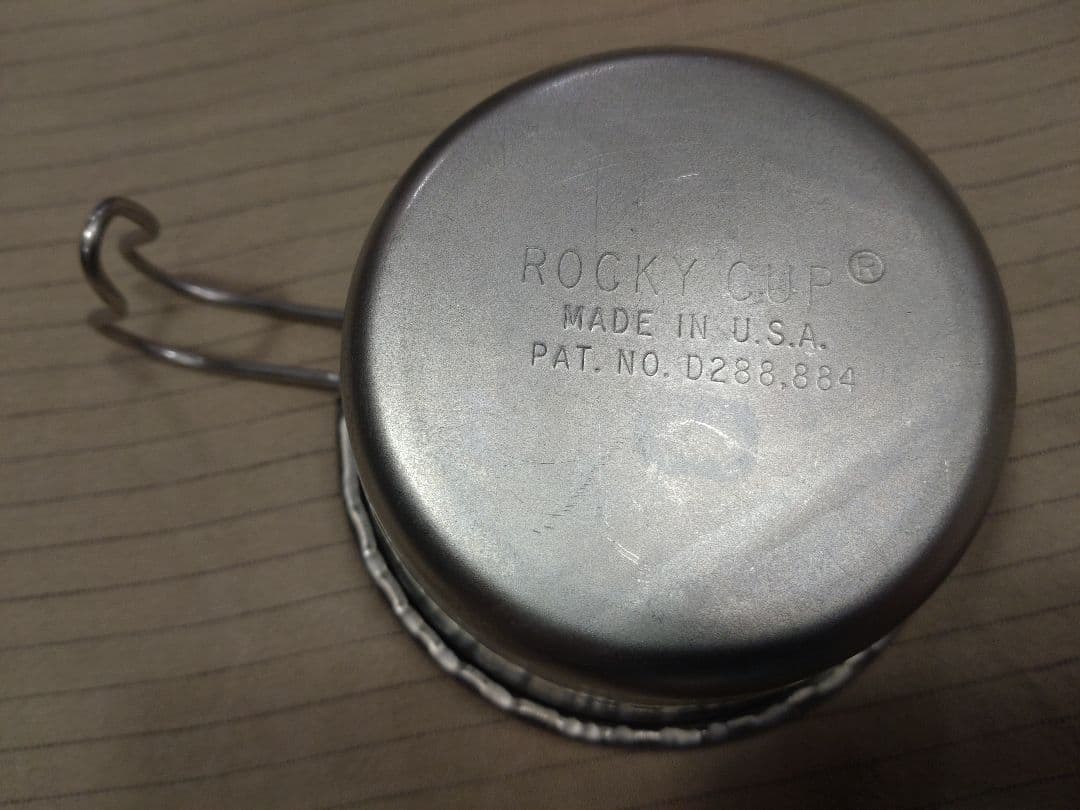 ROCKY CUP®
MADE IN U.S.A.
PAT. NO. D288,884